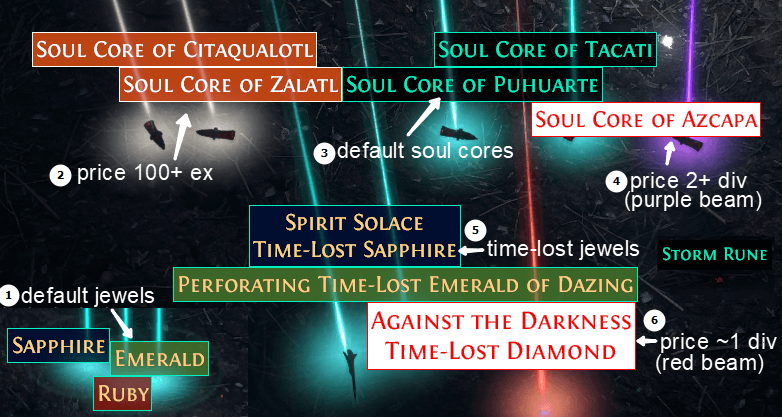 Soul Core of Citaqualotl
Soul Core of Tacati
Soul Core of Zalatl
Soul Core of Puhuarte
Soul Core of Azcapa
2 price 100+ ex
3 default soul cores
4 price 2+ div
(purple beam)
Spirit Solace
Time-Lost Sapphire
5 time-lost jewels
Storm Rune
Perforating Time-Lost Emerald of Dazing
1 default jewels
Against the Darkness
Time-Lost Diamond
6 price ~1 div
(red beam)
Sapphire
Emerald
Ruby